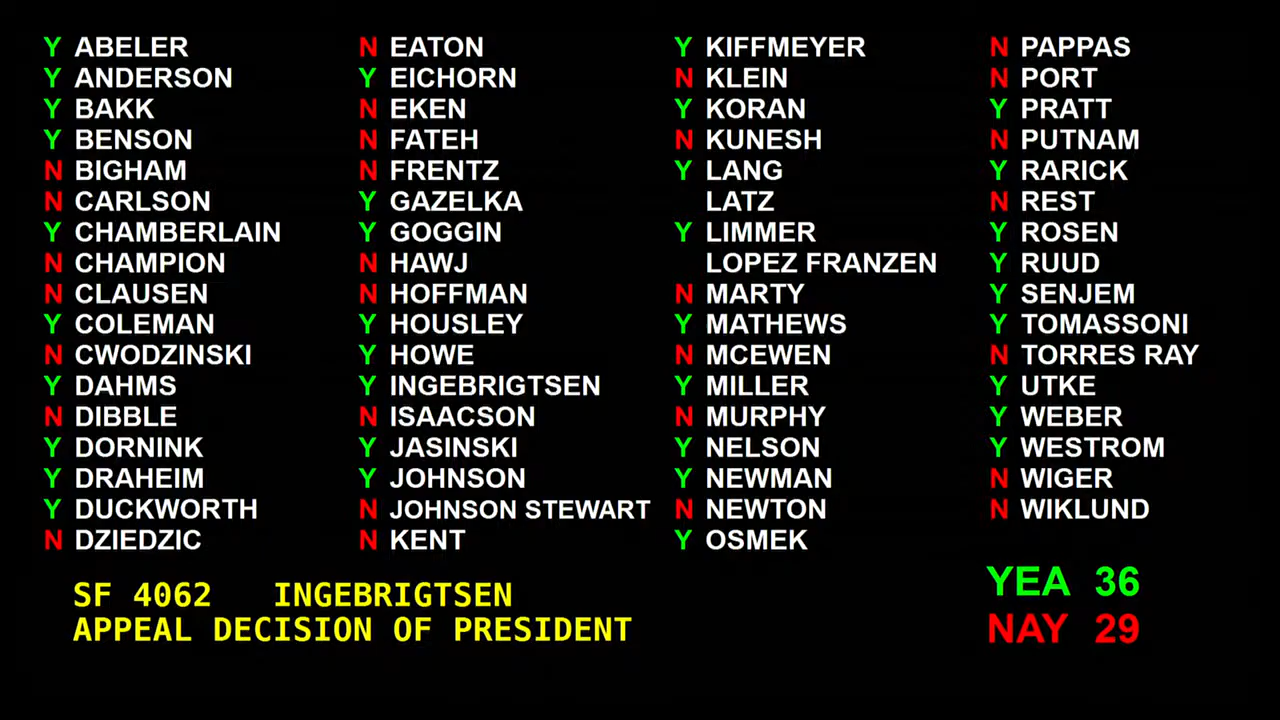 Y ABELER
Y ANDERSON
Y BAKK
Y BENSON
N BIGHAM
N CARLSON
Y CHAMBERLAIN
N CHAMPION
N CLAUSEN
Y COLEMAN
N CWODZINSKI
Y DAHMS
N DIBBLE
Y DORNINK
Y DRAHEIM
Y DUCKWORTH
N DZIEDZIC
N EATON
Y EICHORN
N EKEN
N FATEH
N FRENTZ
Y GAZELKA
Y GOGGIN
N HAWJ
N HOFFMAN
Y HOUSLEY
Y HOWE
Y INGEBRIGTSEN
N ISAACSON
Y JASINSKI
Y JOHNSON
N JOHNSON STEWART
N KENT
Y KIFFMEYER
N KLEIN
Y KORAN
N KUNESH
Y LANG
LATZ
Y LIMMER
LOPEZ FRANZEN
N MARTY
Y MATHEWS
N MCEWEN
Y MILLER
N MURPHY
Y NELSON
Y NEWMAN
N NEWTON
Y OSMEK
N PAPPAS
N PORT
Y PRATT
N PUTNAM
Y RARICK
N REST
Y ROSEN
Y RUUD
Y SENJEM
Y TOMASSONI
N TORRES RAY
Y UTKE
Y WEBER
Y WESTROM
N WIGER
N WIKLUND
SF 4062 INGEBRIGTSEN
APPEAL DECISION OF PRESIDENT
YEA 36
NAY 29